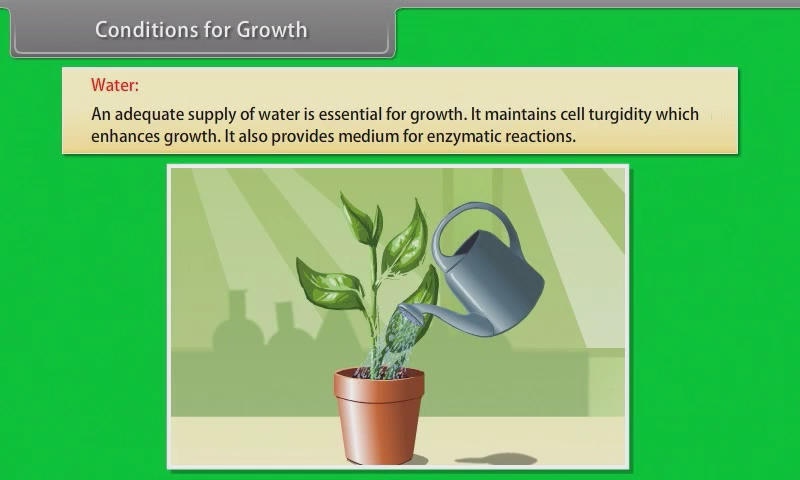 Conditions for Growth
Water:
An adequate supply of water is essential for growth. It maintains cell turgidity which
enhances growth. It also provides medium for enzymatic reactions.